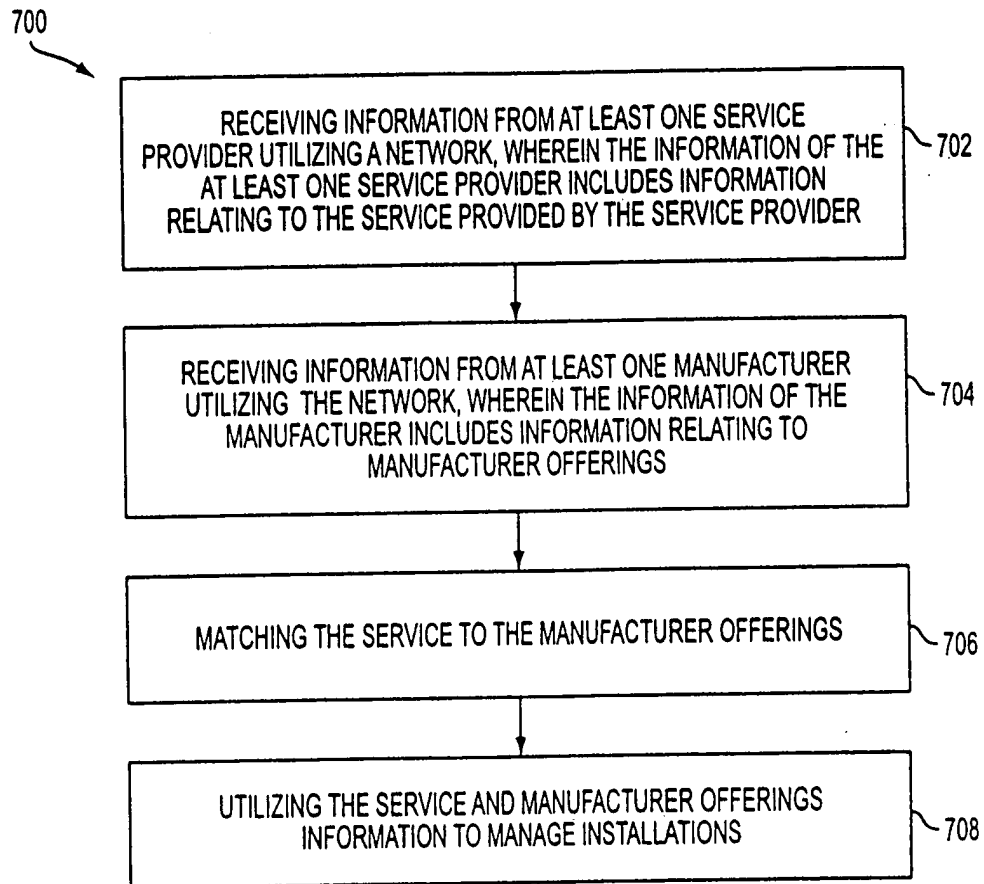 700
RECEIVING INFORMATION FROM AT LEAST ONE SERVICE
PROVIDER UTILIZING A NETWORK, WHEREIN THE INFORMATION OF THE
AT LEAST ONE SERVICE PROVIDER INCLUDES INFORMATION
RELATING TO THE SERVICE PROVIDED BY THE SERVICE PROVIDER
702
RECEIVING INFORMATION FROM AT LEAST ONE MANUFACTURER
UTILIZING THE NETWORK, WHEREIN THE INFORMATION OF THE
MANUFACTURER INCLUDES INFORMATION RELATING TO
MANUFACTURER OFFERINGS
704
MATCHING THE SERVICE TO THE MANUFACTURER OFFERINGS
706
UTILIZING THE SERVICE AND MANUFACTURER OFFERINGS
INFORMATION TO MANAGE INSTALLATIONS
708